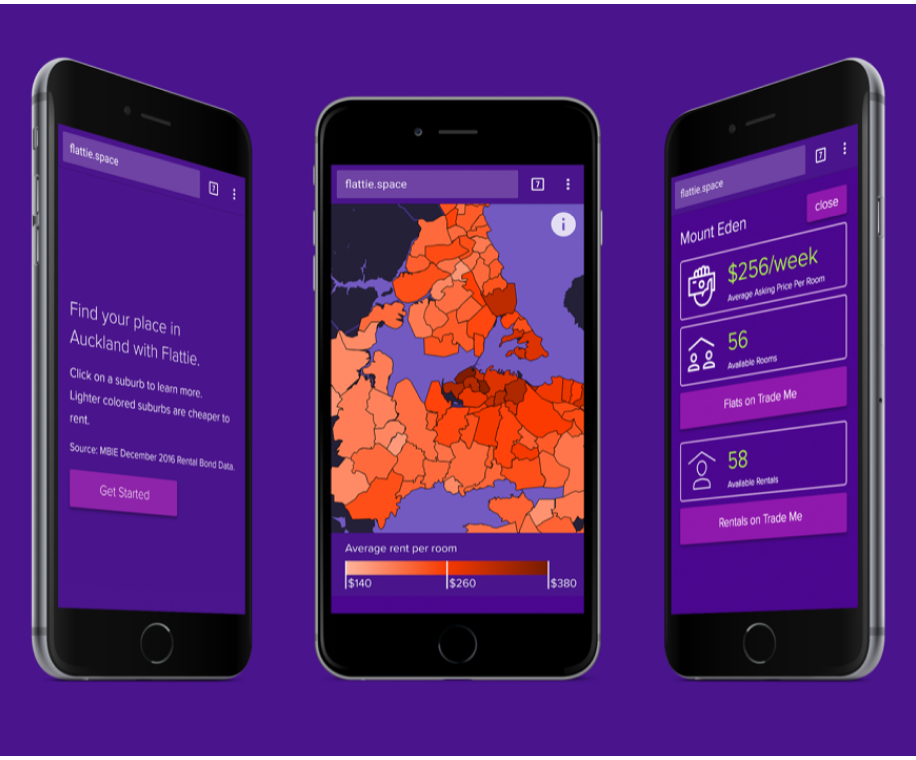 flattie.space
7
Find your place in
Auckland with Flattie.
Click on a suburb to learn more.
Lighter colored suburbs are cheaper to
rent.
Source: MBIE December 2016 Rental Bond Data.
Get Started
flattie.space
7
i
Average rent per room
$140
$260
$380
flattie.space
7
close
Mount Eden
$256/week
Average Asking Price Per Room
56
Available Rooms
Flats on Trade Me
58
Available Rentals
Rentals on Trade Me